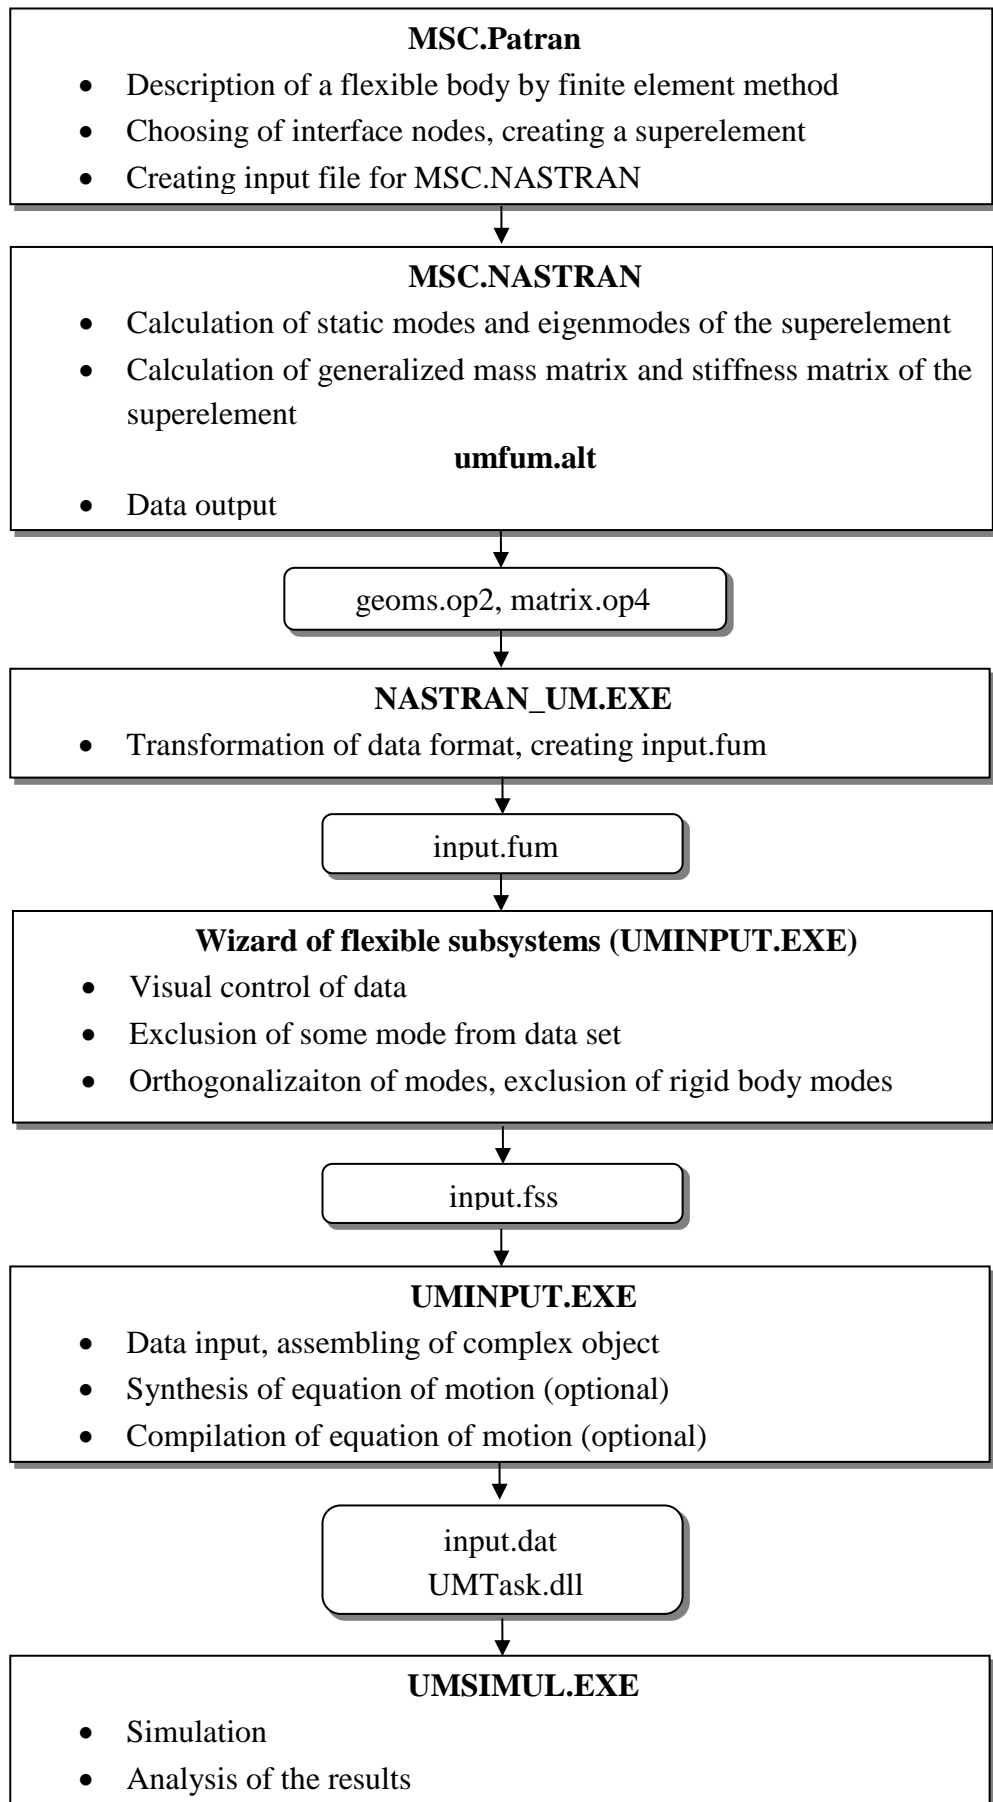 MSC.Patran
• Description of a flexible body by finite element method
• Choosing of interface nodes, creating a superelement
• Creating input file for MSC.NASTRAN
MSC.NASTRAN
• Calculation of static modes and eigenmodes of the superelement
• Calculation of generalized mass matrix and stiffness matrix of the
superelement
umfum.alt
• Data output
geoms.op2, matrix.op4
NASTRAN_UM.EXE
• Transformation of data format, creating input.fum
input.fum
Wizard of flexible subsystems (UMINPUT.EXE)
• Visual control of data
• Exclusion of some mode from data set
• Orthogonalizaiton of modes, exclusion of rigid body modes
input.fss
UMINPUT.EXE
• Data input, assembling of complex object
• Synthesis of equation of motion (optional)
• Compilation of equation of motion (optional)
input.dat
UMTask.dll
UMSIMUL.EXE
• Simulation
• Analysis of the results